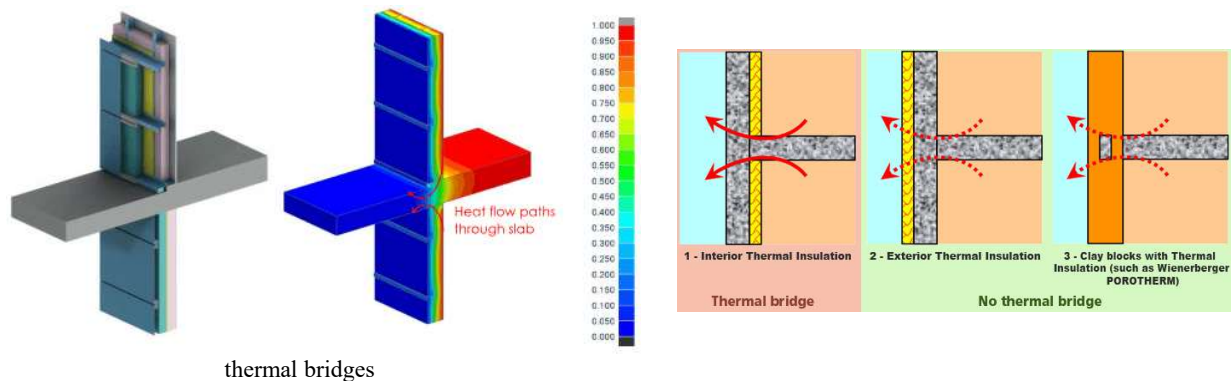 1.000
0.950
0.900
0.850
0.800
0.750
0.700
0.650
0.600
0.550
0.500
0.450
0.400
0.350
0.300
0.250
0.200
0.150
0.100
0.050
0.000
Heat flow paths
through slab
thermal bridges
1 - Interior Thermal Insulation
2 - Exterior Thermal Insulation
3 - Clay blocks with Thermal
Insulation (such as Wienerberger
POROTHERM)
Thermal bridge
No thermal bridge